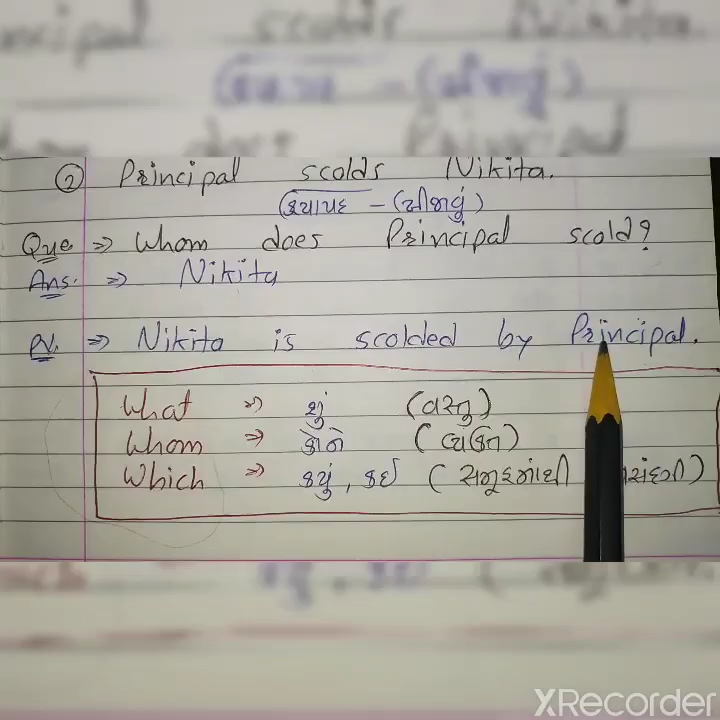 ② Principal scolds Nikita.
ક્રિયાપદ - (ખીજાવું)
Que ⇒ Whom does Principal scold?
Ans. ⇒ Nikita
P.V. ⇒ Nikita is scolded by Principal.
What ⇒ શું (વસ્તુ)
Whom ⇒ કોને (વ્યક્તિ)
Which ⇒ કયું, કઈ (સમૂહમાંથી
XRecorder